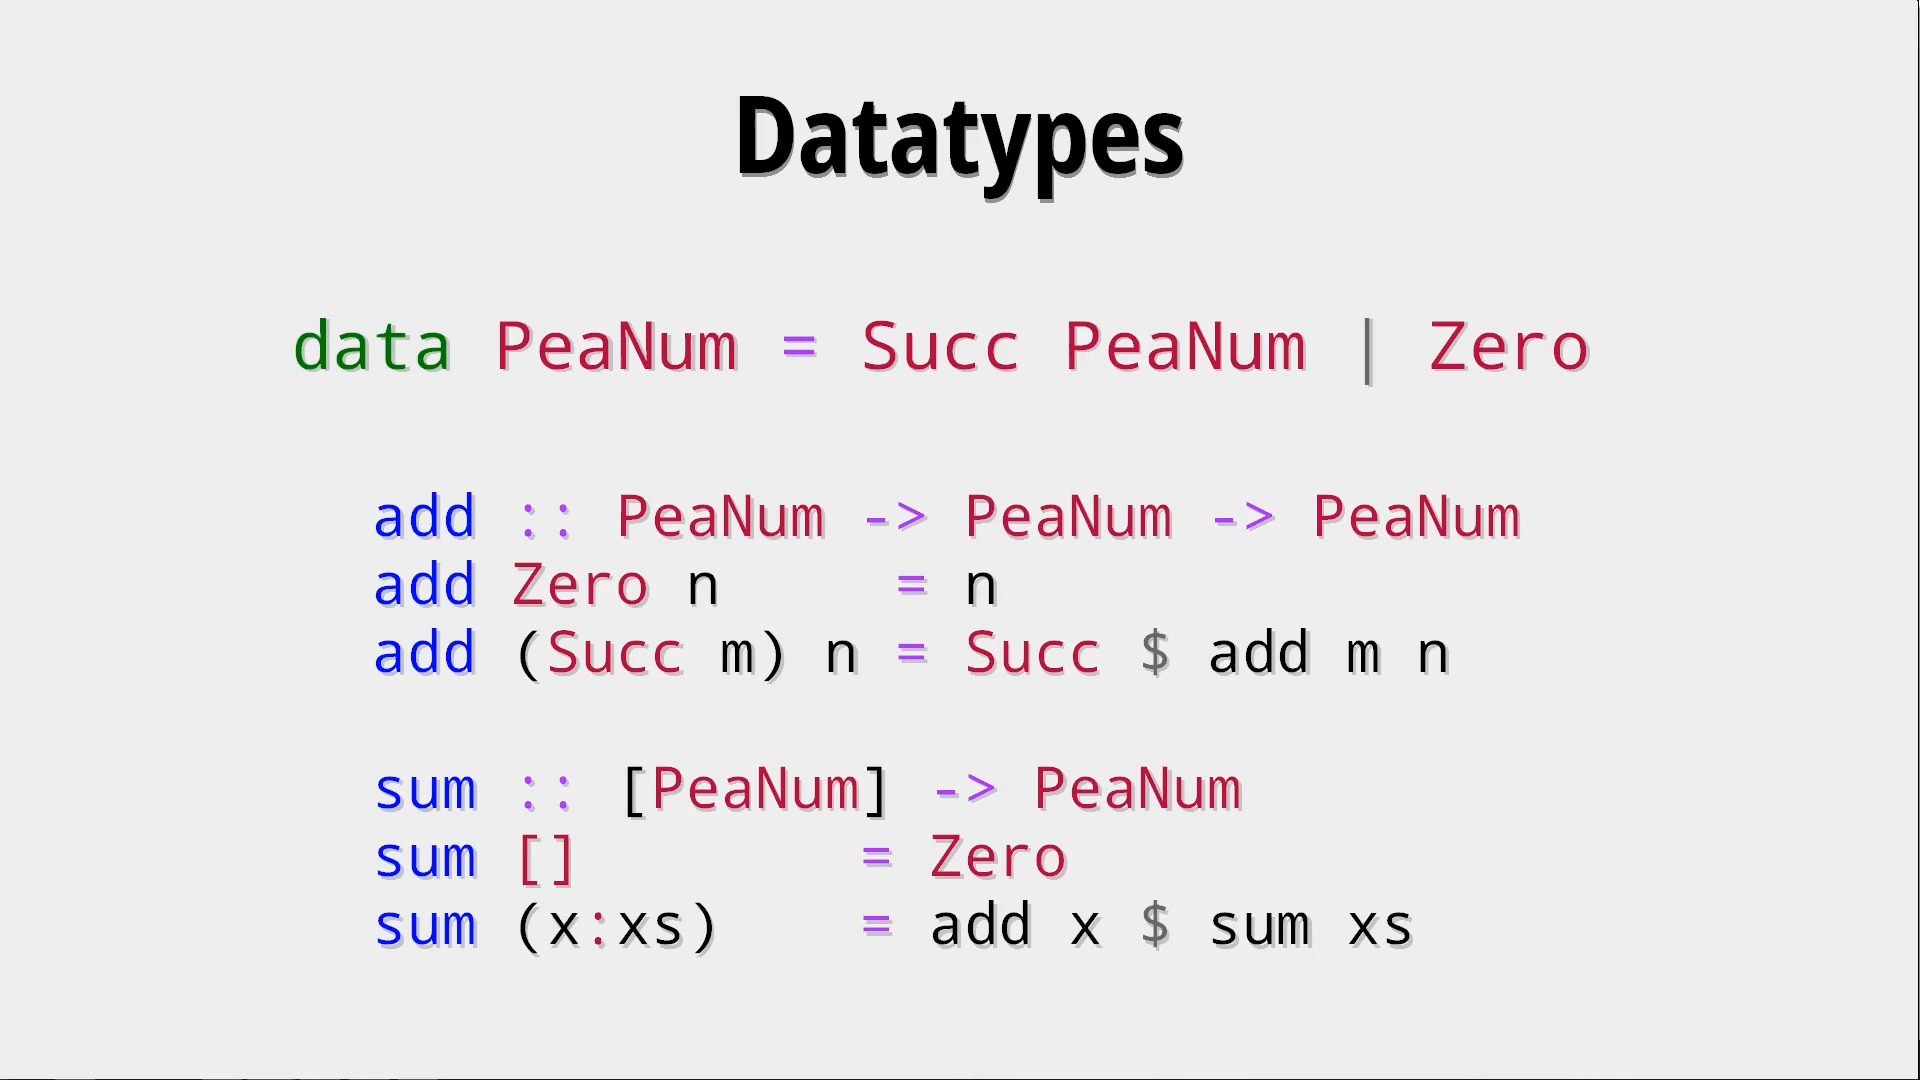 Datatypes
data PeaNum = Succ PeaNum | Zero
add :: PeaNum -> PeaNum -> PeaNum
add Zero n     = n
add (Succ m) n = Succ $ add m n
sum :: [PeaNum] -> PeaNum
sum []        = Zero
sum (x:xs)    = add x $ sum xs